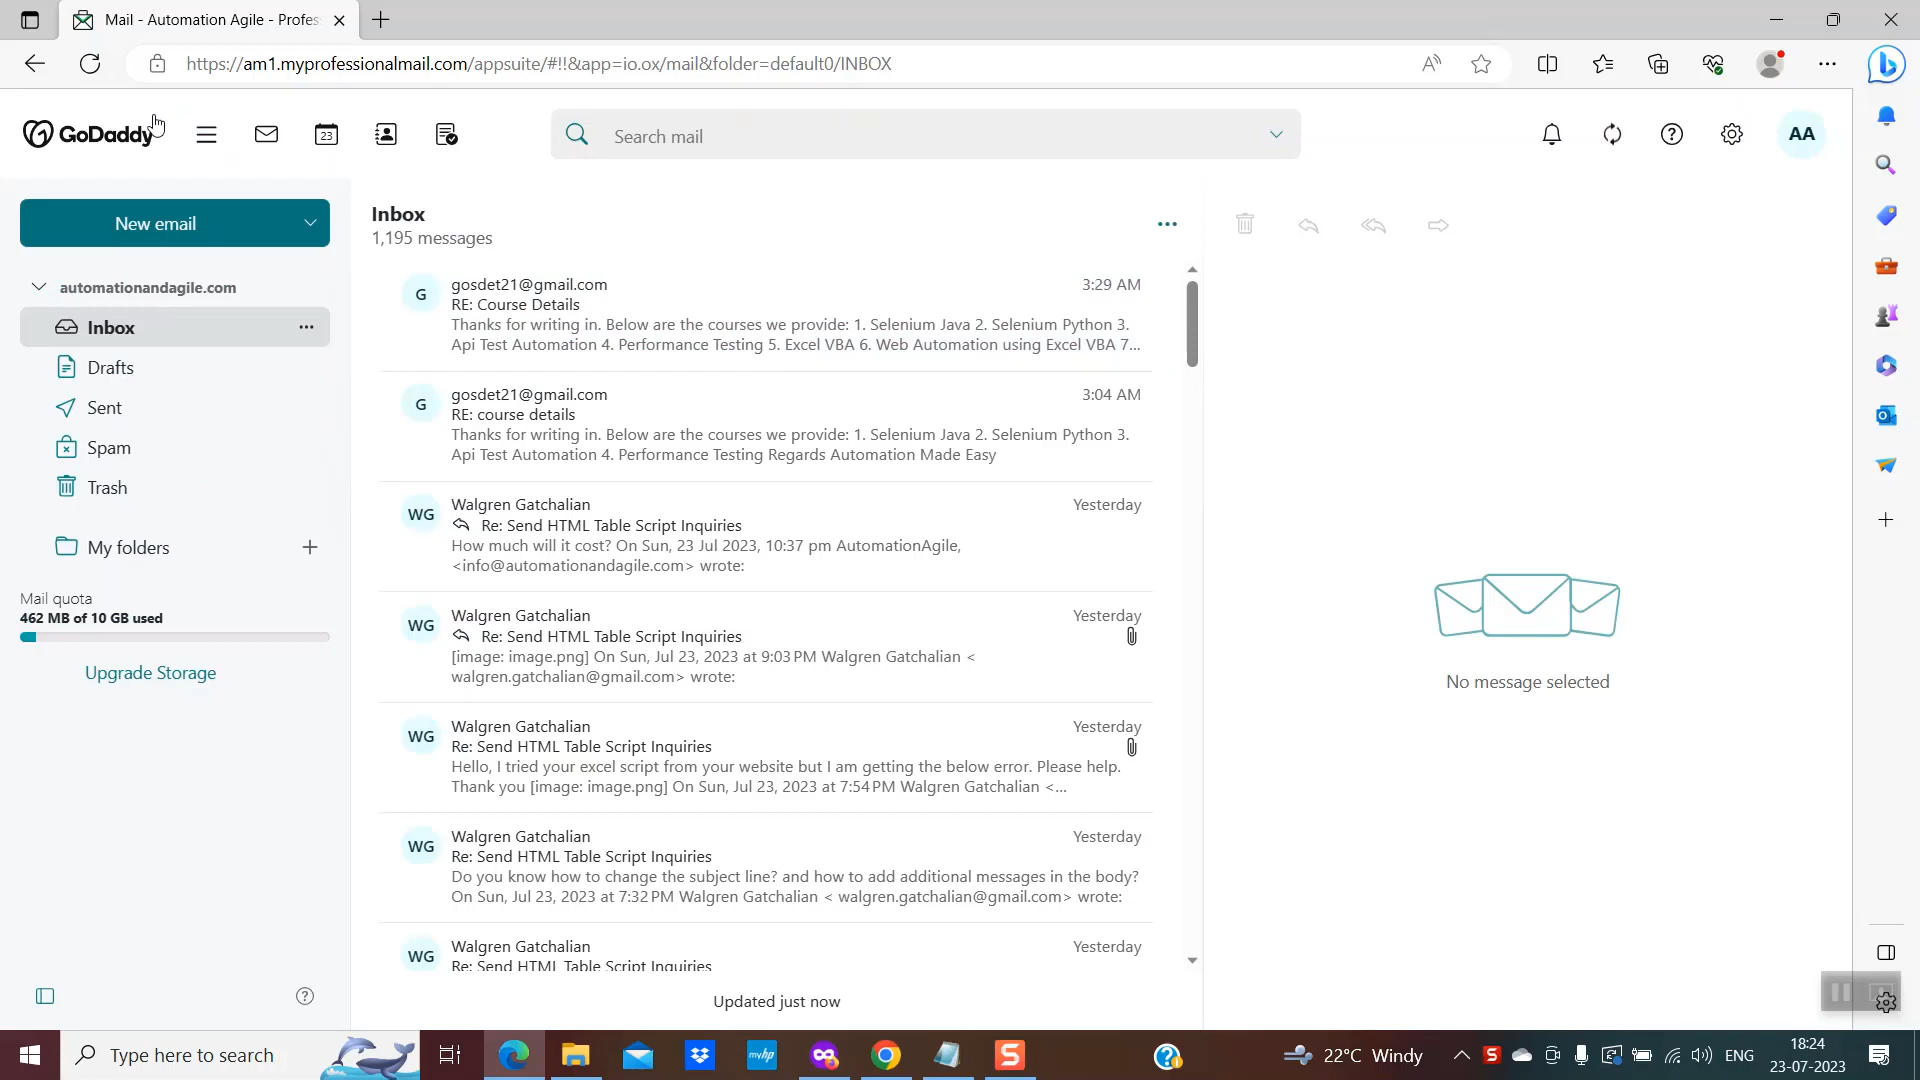 Mail - Automation Agile - Profes
https://am1.myprofessionalmail.com/appsuite/#!!&app=io.ox/mail&folder=default0/INBOX
GoDaddy
23
Search mail
AA
New email
automationandagile.com
Inbox
Drafts
Sent
Spam
Trash
My folders
Mail quota
462 MB of 10 GB used
Upgrade Storage
Inbox
1,195 messages
G
gosdet21@gmail.com 3:29 AM
RE: Course Details
Thanks for writing in. Below are the courses we provide: 1. Selenium Java 2. Selenium Python 3.
Api Test Automation 4. Performance Testing 5. Excel VBA 6. Web Automation using Excel VBA 7...
G
gosdet21@gmail.com 3:04 AM
RE: course details
Thanks for writing in. Below are the courses we provide: 1. Selenium Java 2. Selenium Python 3.
Api Test Automation 4. Performance Testing Regards Automation Made Easy
WG
Walgren Gatchalian Yesterday
Re: Send HTML Table Script Inquiries
How much will it cost? On Sun, 23 Jul 2023, 10:37 pm AutomationAgile,
<info@automationandagile.com> wrote:
WG
Walgren Gatchalian Yesterday
Re: Send HTML Table Script Inquiries
[image: image.png] On Sun, Jul 23, 2023 at 9:03 PM Walgren Gatchalian <
walgren.gatchalian@gmail.com> wrote:
WG
Walgren Gatchalian Yesterday
Re: Send HTML Table Script Inquiries
Hello, I tried your excel script from your website but I am getting the below error. Please help.
Thank you [image: image.png] On Sun, Jul 23, 2023 at 7:54 PM Walgren Gatchalian <...
WG
Walgren Gatchalian Yesterday
Re: Send HTML Table Script Inquiries
Do you know how to change the subject line? and how to add additional messages in the body?
On Sun, Jul 23, 2023 at 7:32 PM Walgren Gatchalian < walgren.gatchalian@gmail.com> wrote:
WG
Walgren Gatchalian Yesterday
Re: Send HTML Table Script Inquiries
Updated just now
No message selected
Type here to search
myhp
S
22°C Windy
S
ENG
18:24
23-07-2023